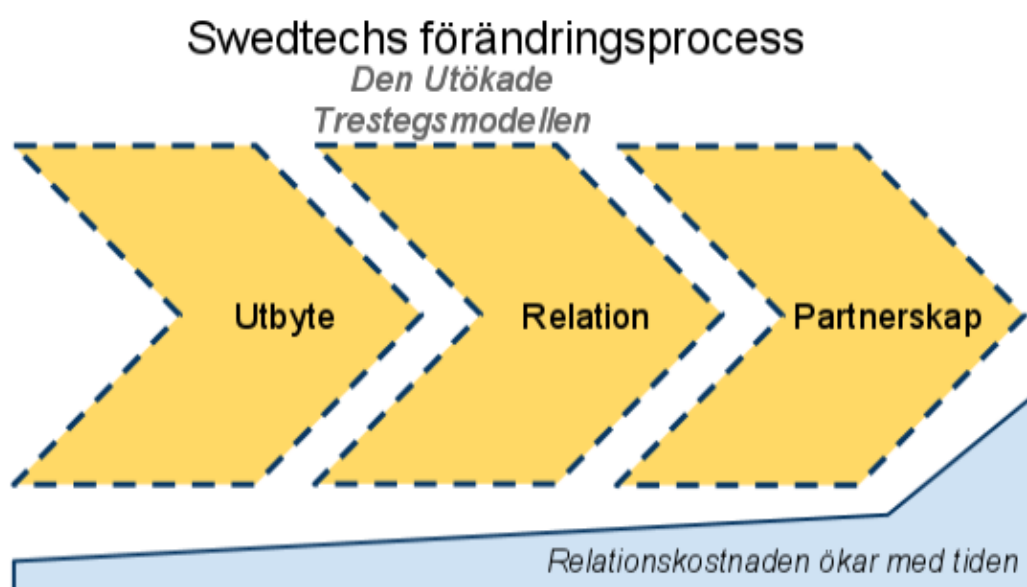 Swedtechs förändringsprocess
Den Utökade
Trestegsmodellen
Utbyte
Relation
Partnerskap
Relationskostnaden ökar med tiden